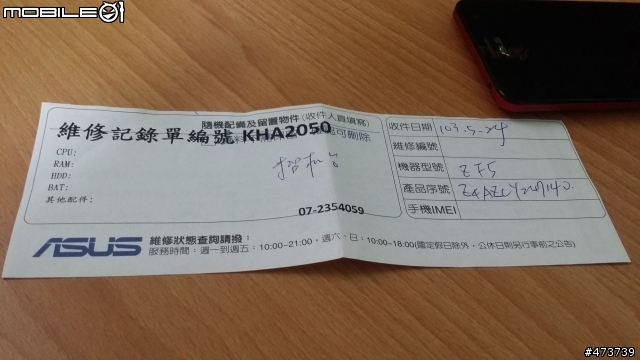 MOBILE01
隨機配備及留置物件(收件人員填寫)
維修記錄單編號 KHA2050
可刪除
CPU:
RAM:
HDD:
BAT:
其他配件:
07-2354059
收件日期 103.5.24
維修編號
機器型號 ZF5
產品序號
手機IMEI
ASUS
維修狀態查詢請撥:
服務時間:週一到週五:10:00~21:00,週六、日:10:00~18:00(國定假日除外,公休日則另行事前之公告)
#473739